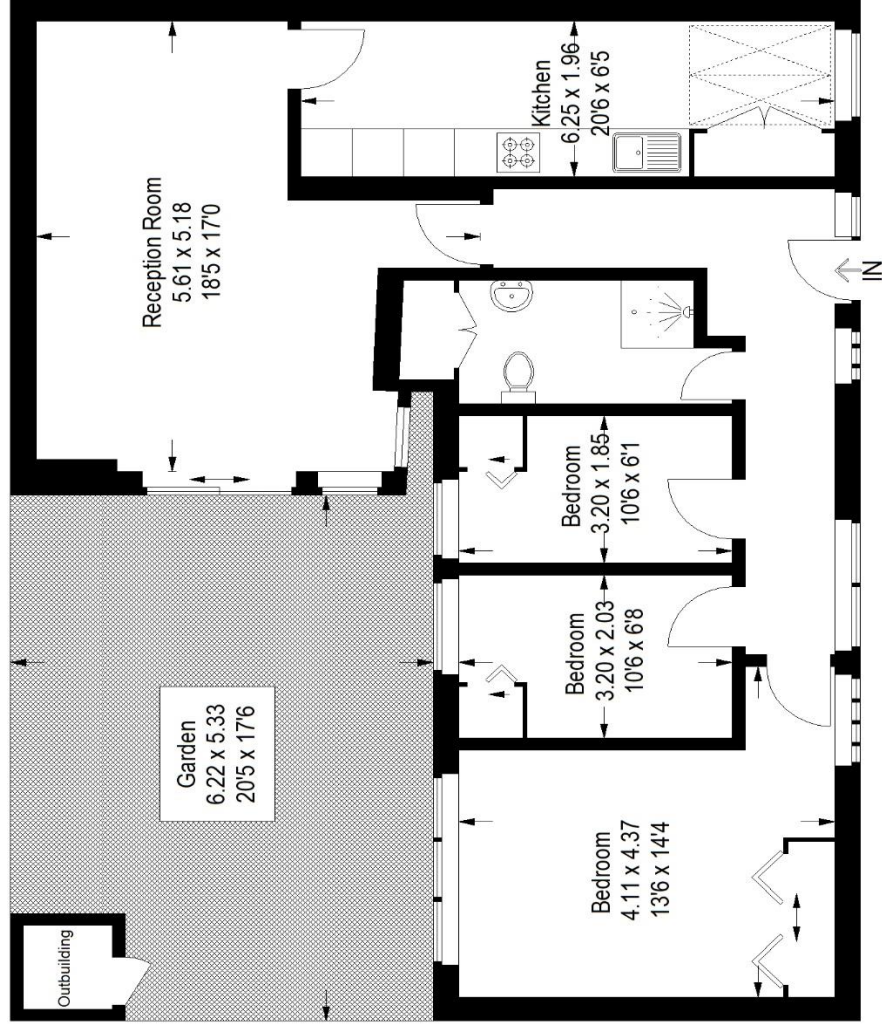 Reception Room
5.61 x 5.18
18'5 x 17'0
Kitchen
6.25 x 1.96
20'6 x 6'5
Garden
6.22 x 5.33
20'5 x 17'6
Outbuilding
Bedroom
3.20 x 1.85
10'6 x 6'1
Bedroom
3.20 x 2.03
10'6 x 6'8
Bedroom
4.11 x 4.37
13'6 x 14'4
IN